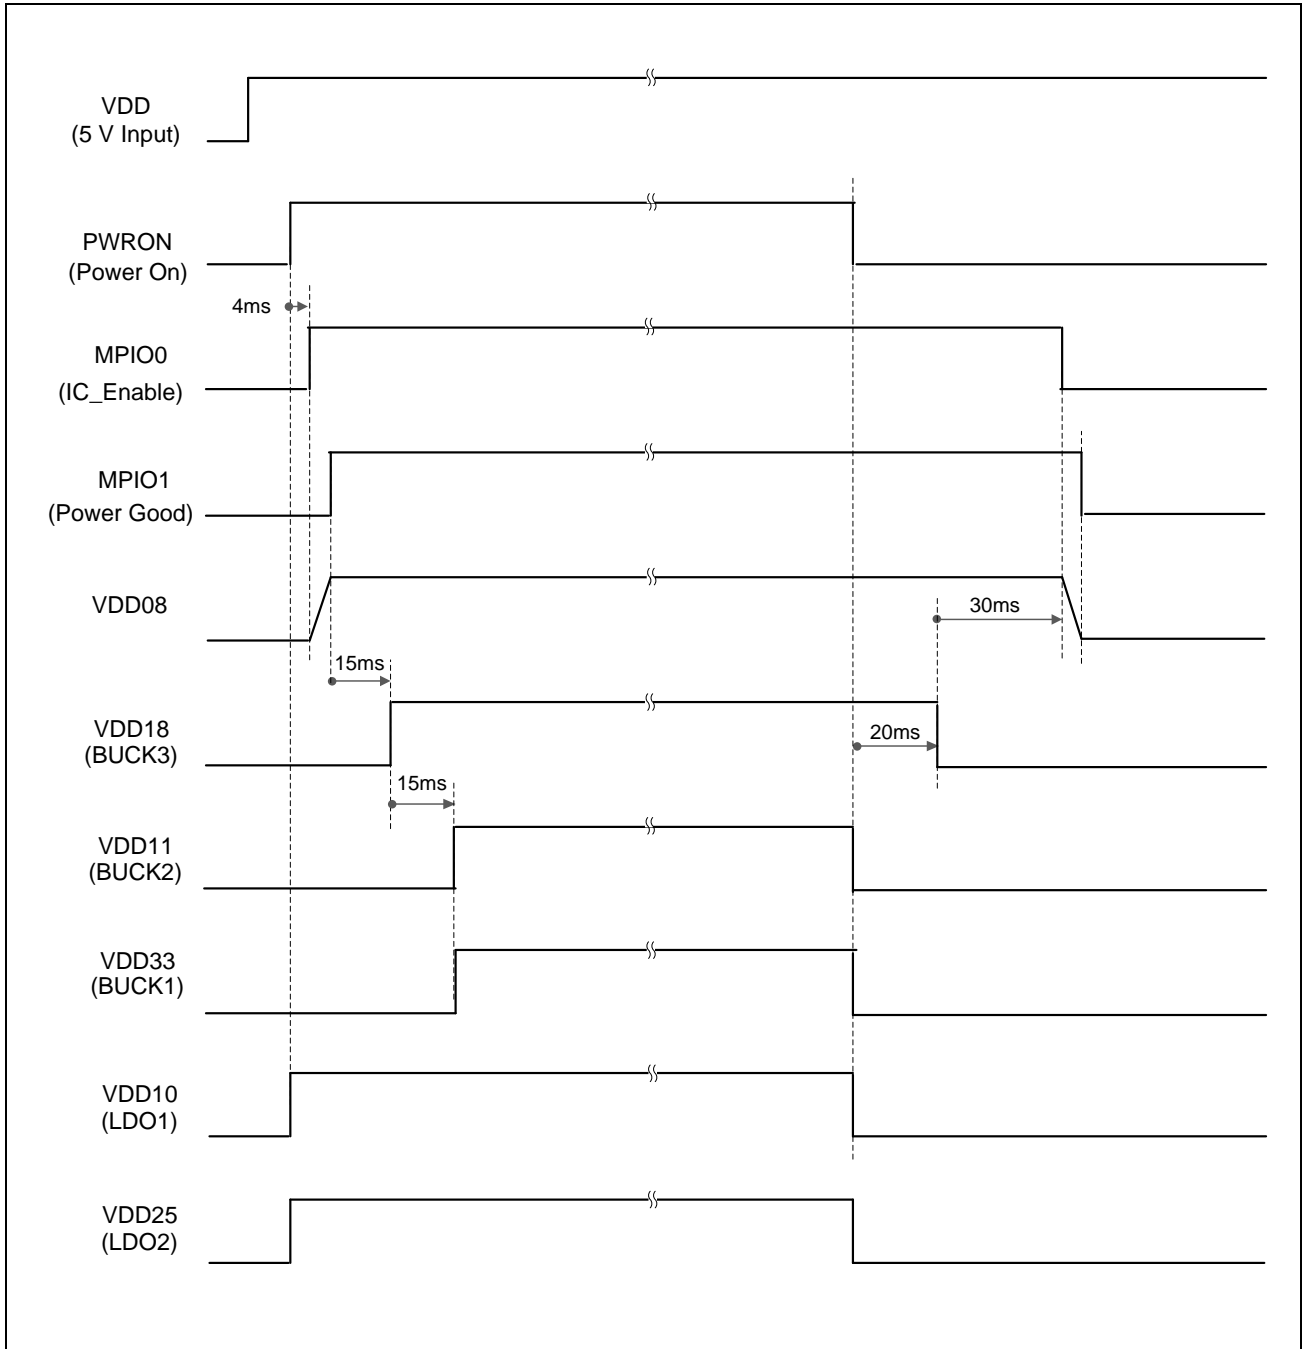 VDD
(5 V Input)
PWRON
(Power On)
4ms
MPIO0
(IC_Enable)
MPIO1
(Power Good)
VDD08
30ms
15ms
VDD18
(BUCK3)
20ms
15ms
VDD11
(BUCK2)
VDD33
(BUCK1)
VDD10
(LDO1)
VDD25
(LDO2)